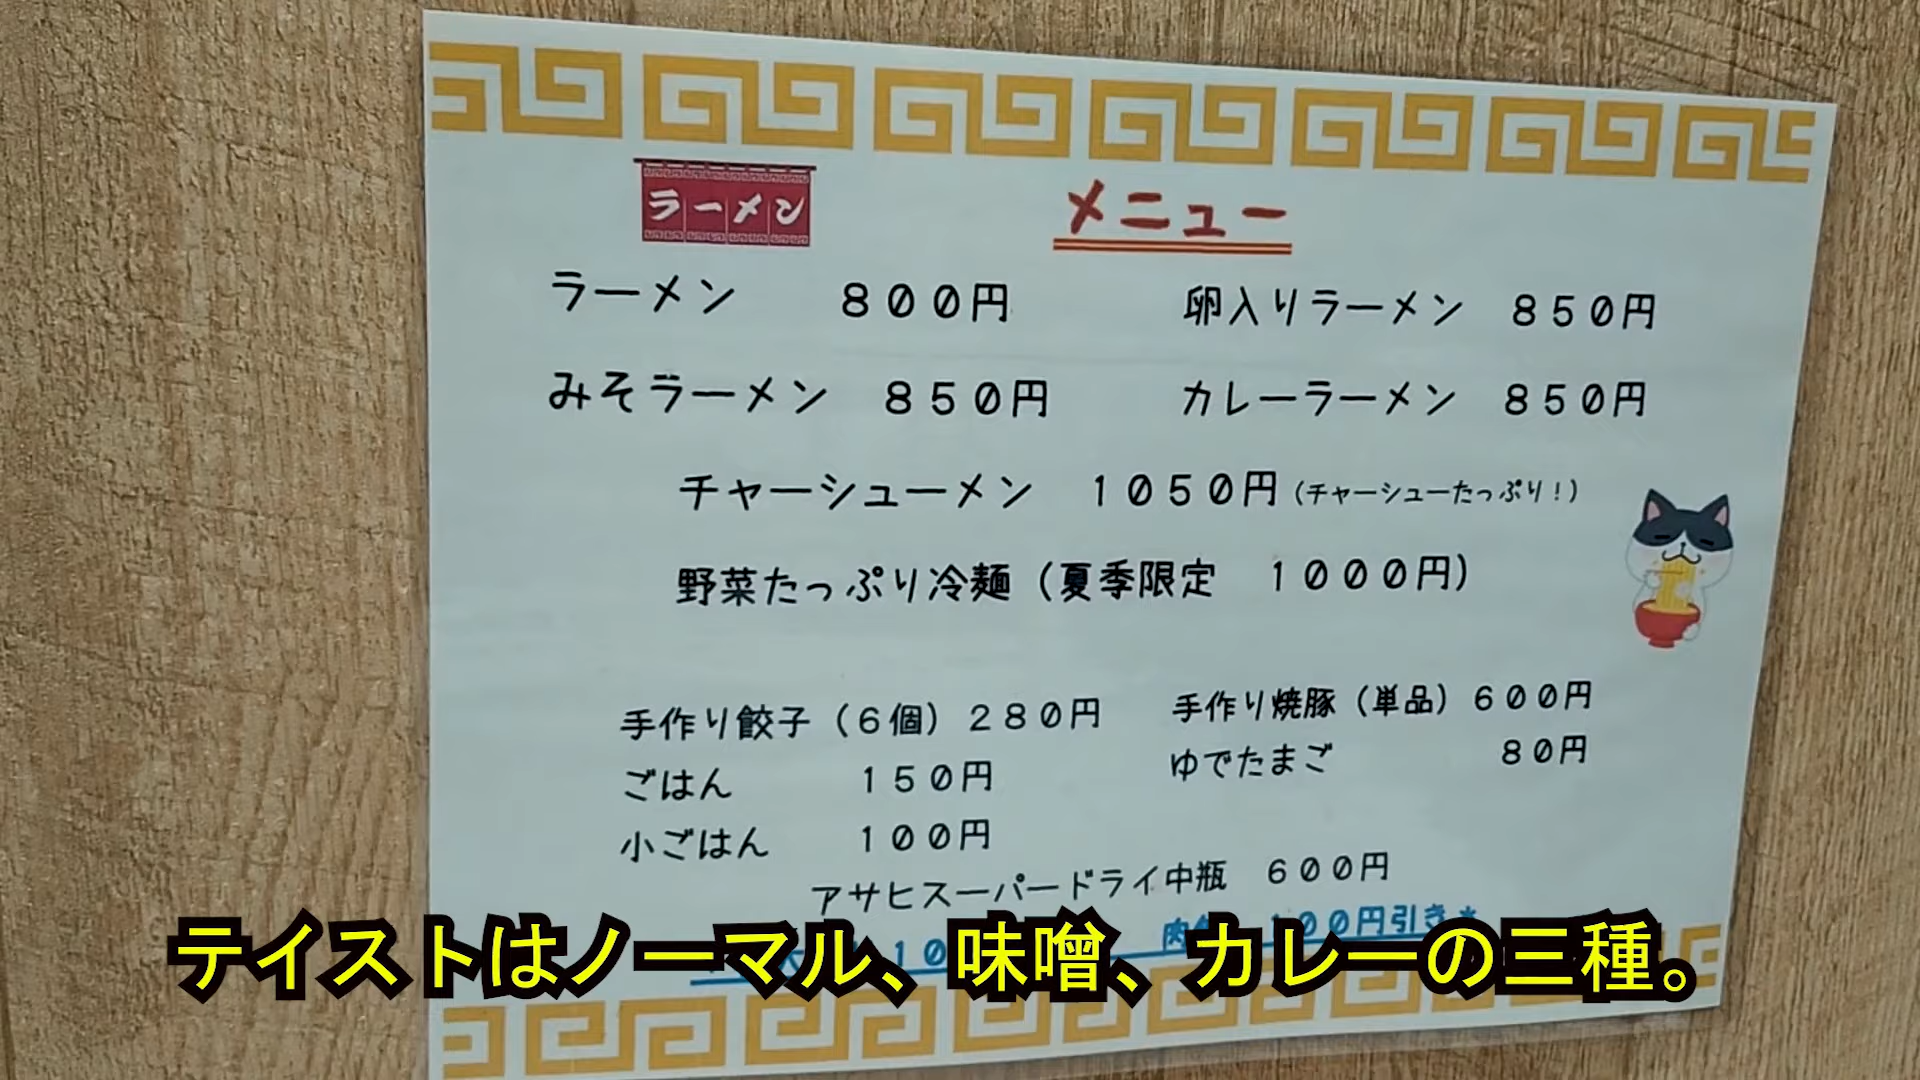 ラーメン
メニュー
ラーメン　８００円
卵入りラーメン　８５０円
みそラーメン　８５０円
カレーラーメン　８５０円
チャーシューメン　１０５０円（チャーシューたっぷり！）
野菜たっぷり冷麺（夏季限定　１０００円）
手作り餃子（６個）２８０円
手作り焼豚（単品）６００円
ごはん　１５０円
ゆでたまご　８０円
小ごはん　１００円
アサヒスーパードライ中瓶　６００円
００円引き＊
テイストはノーマル、味噌、カレーの三種。